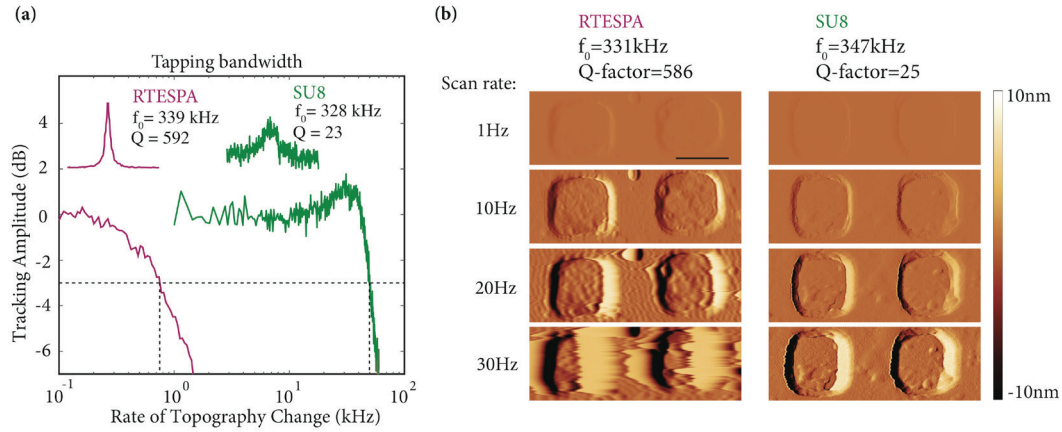 (a)
Tapping bandwidth
RTESPA
f0=339 kHz
Q = 592
SU8
f0= 328 kHz
Q = 23
4
2
0
-2
-4
-6
Tracking Amplitude (dB)
10-1
100
101
102
Rate of Topography Change (kHz)
(b)
RTESPA
f0=331kHz
Q-factor=586
SU8
f0=347kHz
Q-factor=25
Scan rate:
1Hz
10Hz
20Hz
30Hz
10nm
-10nm